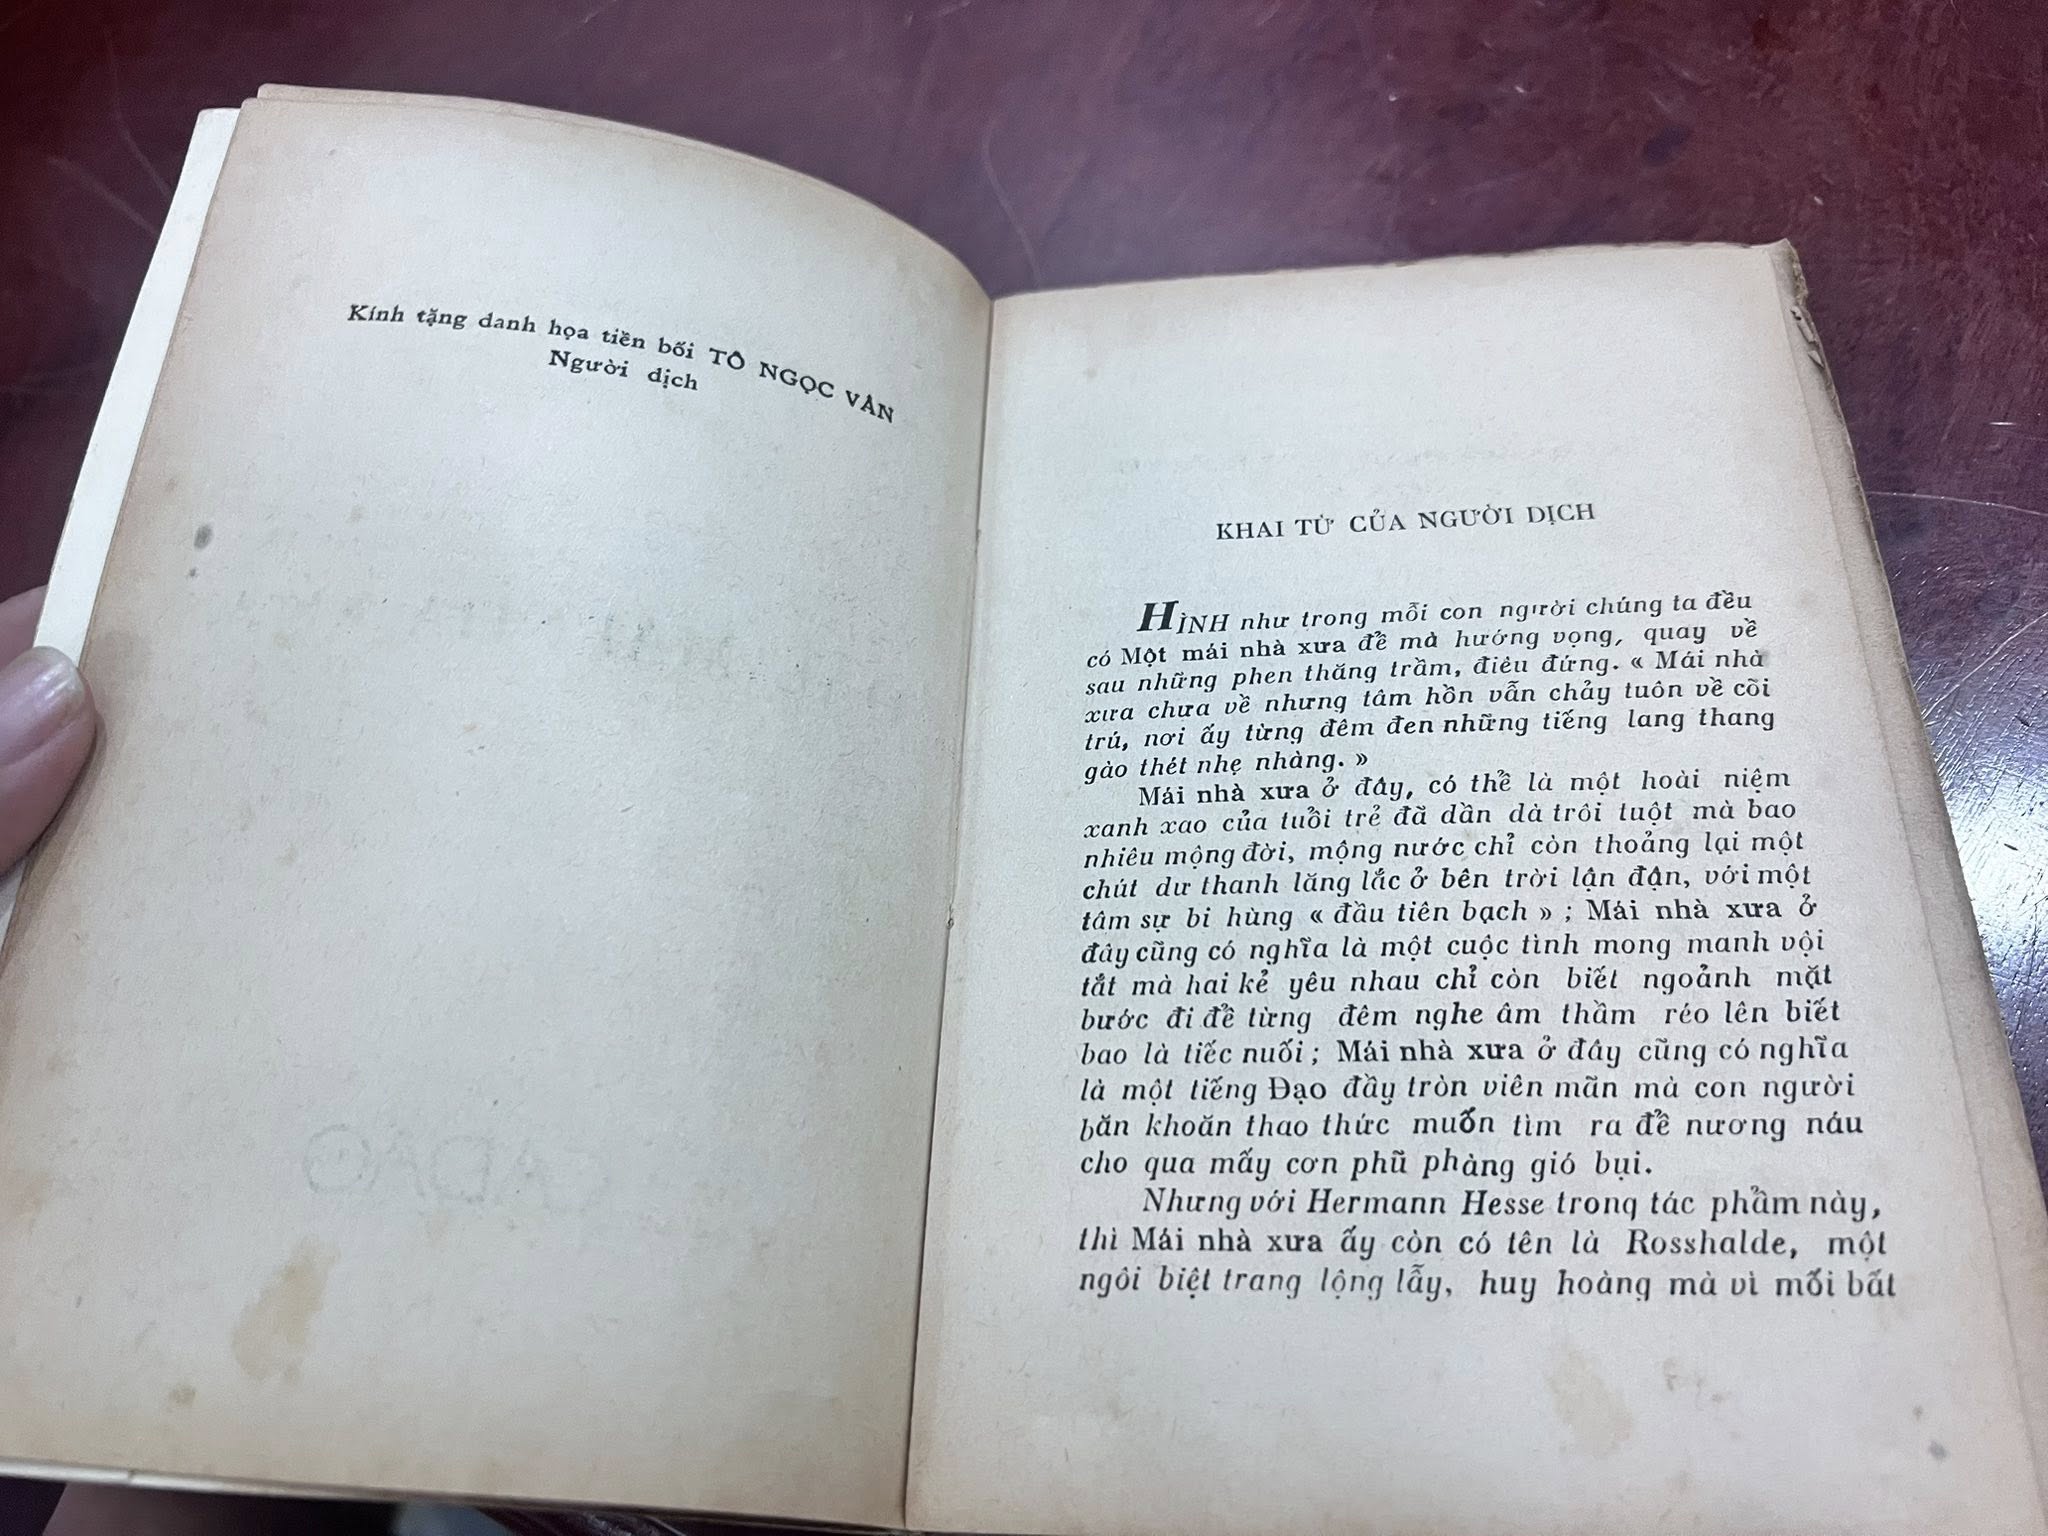 Kính tặng danh họa tiền bối TÔ NGỌC VÂN
Người dịch
KHAI TỪ CỦA NGƯỜI DỊCH
HÌNH như trong mỗi con người chúng ta đều
có Một mái nhà xưa để mà hướng vọng, quay về
sau những phen thăng trầm, điêu đứng. « Mái nhà
xưa chưa về nhưng tâm hồn vẫn chảy tuôn về cõi
trú, nơi ấy từng đêm đen những tiếng lang thang
gào thét nhẹ nhàng. »
Mái nhà xưa ở đây, có thể là một hoài niệm
xanh xao của tuổi trẻ đã dần dà trôi tuột mà bao
nhiêu mộng đời, mộng nước chỉ còn thoảng lại một
chút dư thanh lăng lắc ở bên trời lận đận, với một
tâm sự bi hùng « đầu tiên bạch » ; Mái nhà xưa ở
đây cũng có nghĩa là một cuộc tình mong manh vội
tắt mà hai kẻ yêu nhau chỉ còn biết ngoảnh mặt
bước đi để từng đêm nghe âm thầm réo lên biết
bao là tiếc nuối ; Mái nhà xưa ở đây cũng có nghĩa
là một tiếng Đạo đầy tròn viên mãn mà con người
băn khoăn thao thức muốn tìm ra để nương náu
cho qua mấy cơn phũ phàng gió bụi.
Nhưng với Hermann Hesse trong tác phẩm này,
thì Mái nhà xưa ấy còn có tên là Rosshalde, một
ngôi biệt trang lộng lẫy, huy hoàng mà vì mối bất